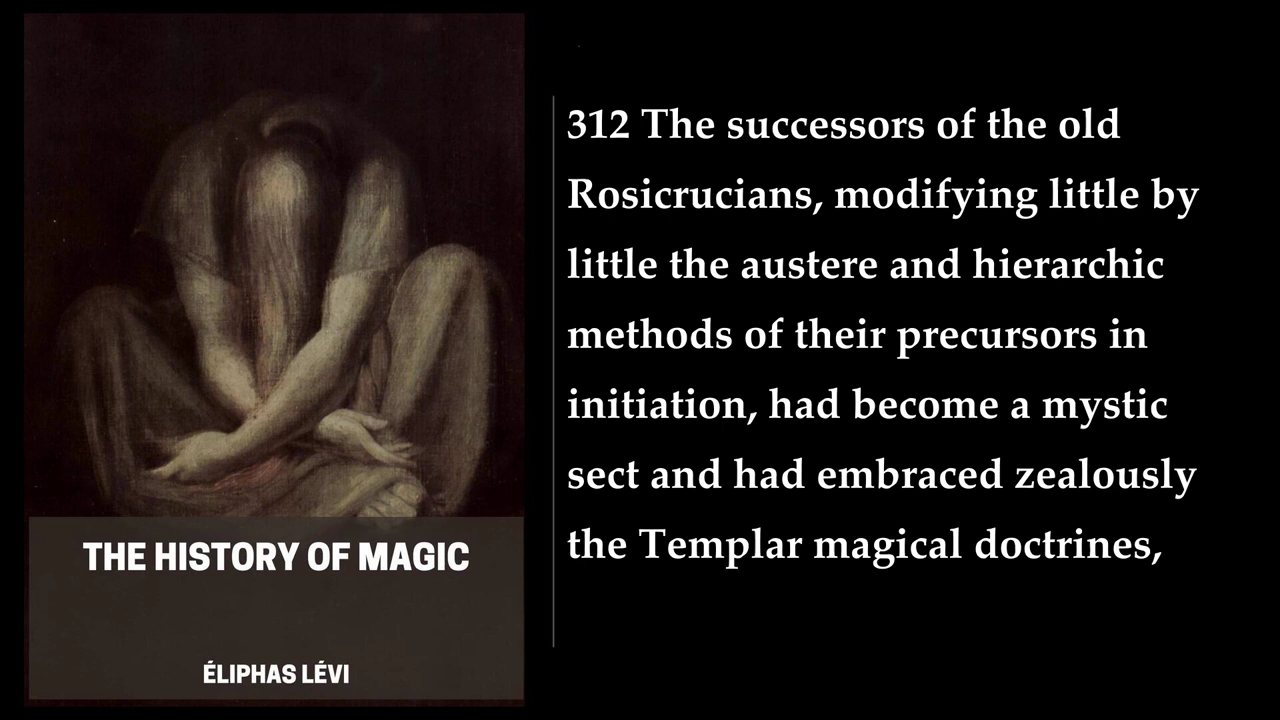 THE HISTORY OF MAGIC
ÉLIPHAS LÉVI
312 The successors of the old
Rosicrucians, modifying little by
little the austere and hierarchic
methods of their precursors in
initiation, had become a mystic
sect and had embraced zealously
the Templar magical doctrines,